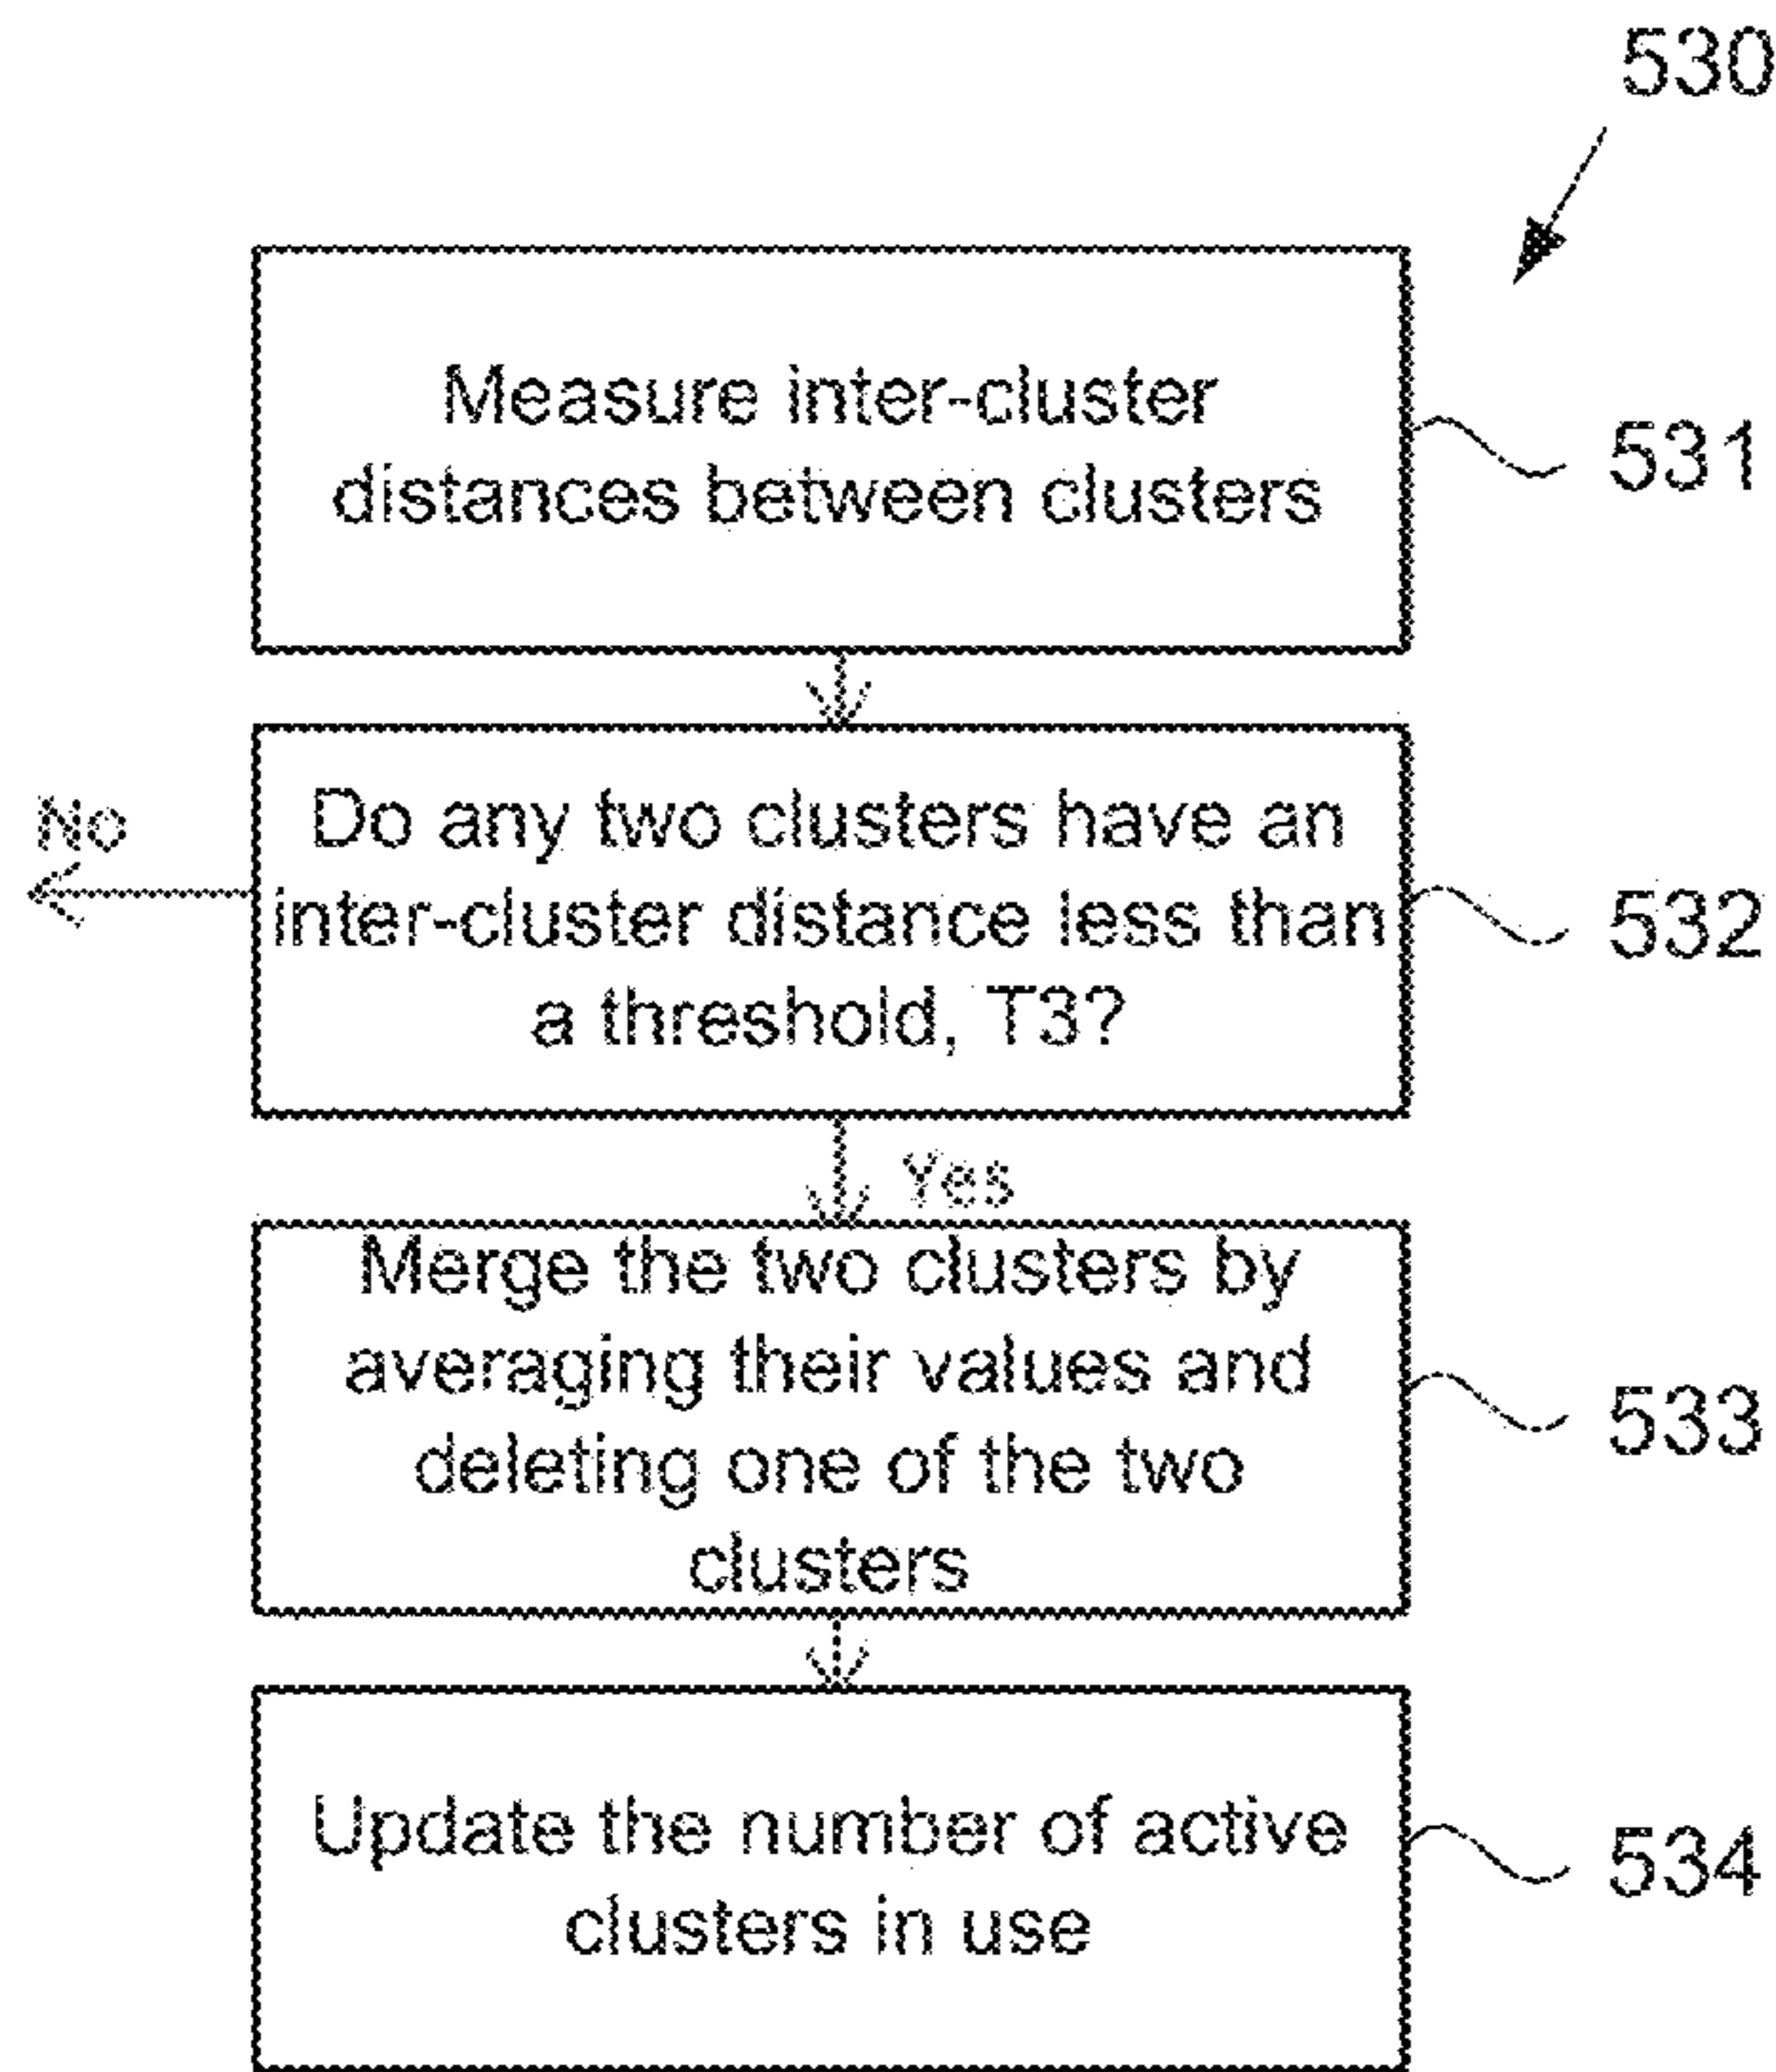 530
Measure inter-cluster
distances between clusters
531
No
Do any two clusters have an
inter-cluster distance less than
a threshold, T3?
532
Yes
Merge the two clusters by
averaging their values and
deleting one of the two
clusters
533
Update the number of active
clusters in use
534